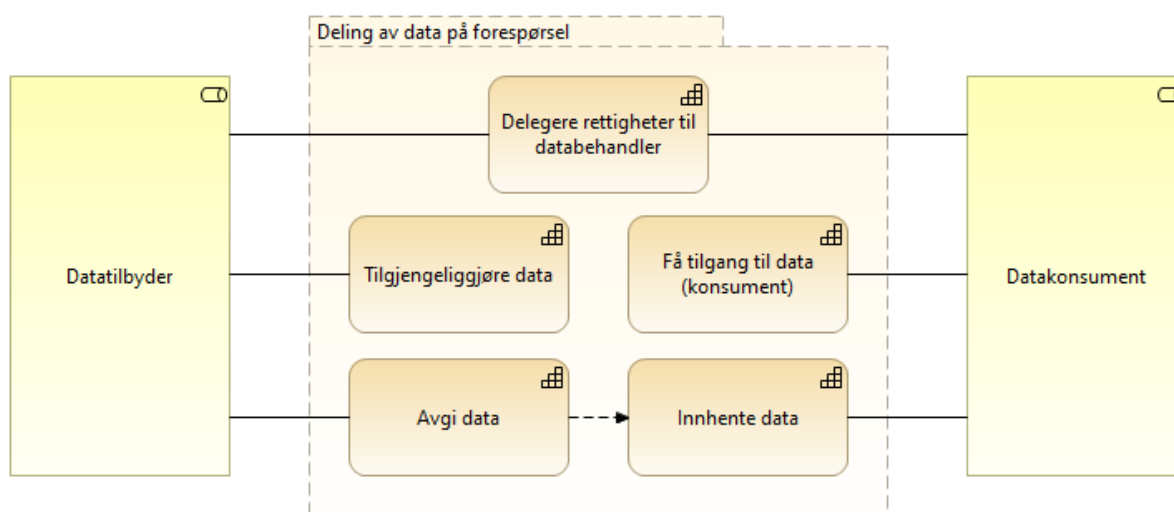 Deling av data på forespørsel
Delegere rettigheter til
databehandler
Datatilbyder
Tilgjengeliggjøre data
Få tilgang til data
(konsument)
Datakonsument
Avgi data
Innhente data